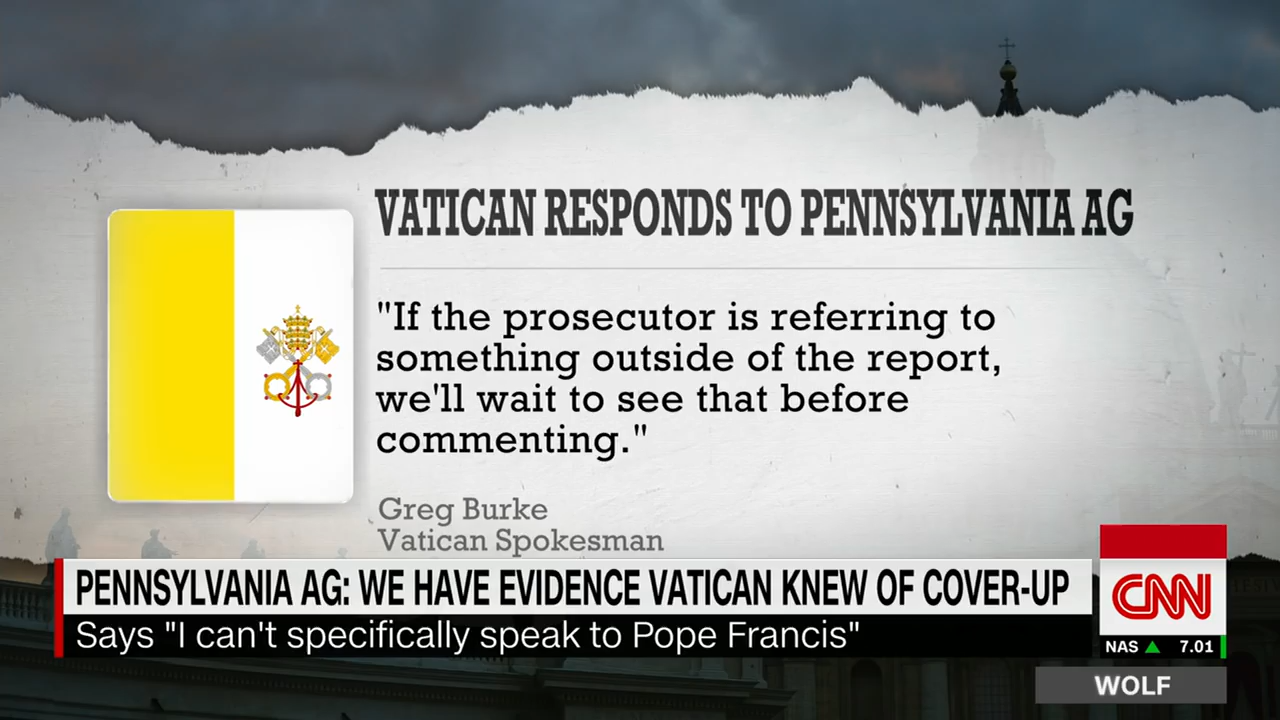 VATICAN RESPONDS TO PENNSYLVANIA AG
"If the prosecutor is referring to
something outside of the report,
we'll wait to see that before
commenting."
Greg Burke
Vatican Spokesman
PENNSYLVANIA AG: WE HAVE EVIDENCE VATICAN KNEW OF COVER-UP
Says "I can't specifically speak to Pope Francis"
CNN
NAS ▲ 7.01
WOLF